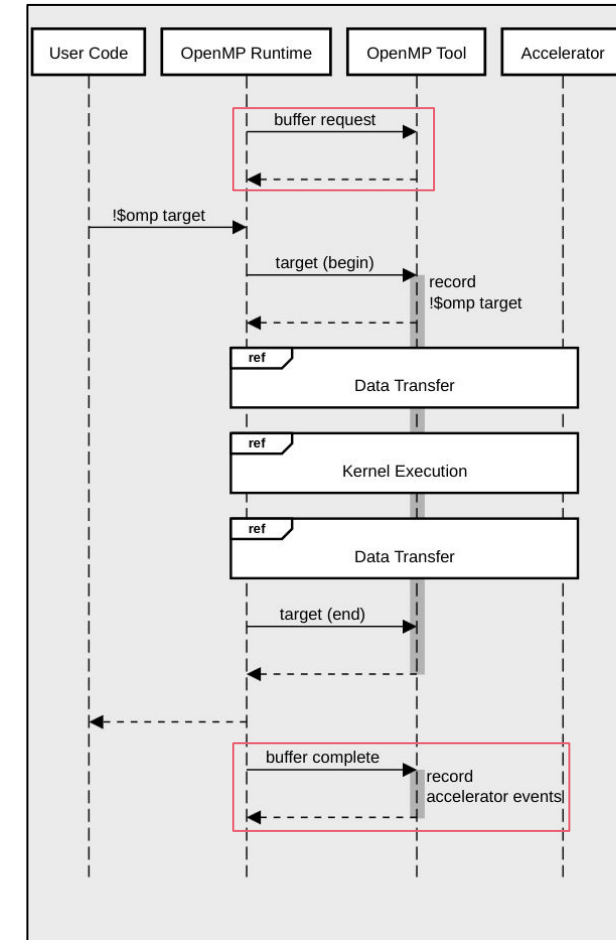 User Code
OpenMP Runtime
OpenMP Tool
Accelerator
buffer request
!$omp target
target (begin)
record
!$omp target
ref
Data Transfer
ref
Kernel Execution
ref
Data Transfer
target (end)
buffer complete
record
accelerator events